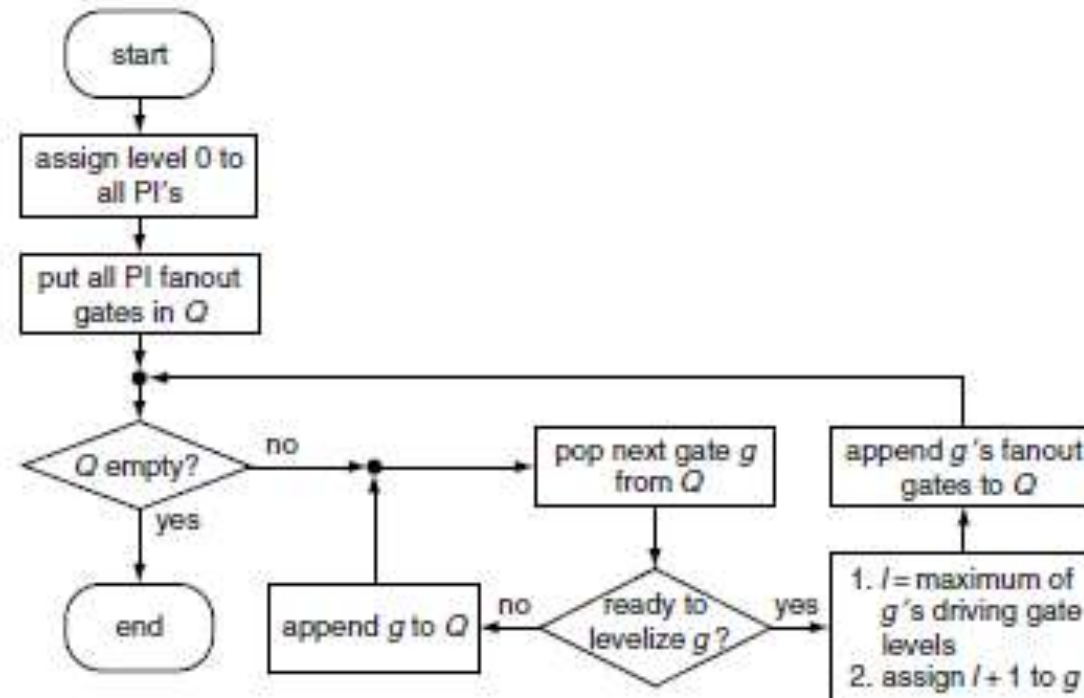 start
assign level 0 to
all PI's
put all PI fanout
gates in Q
Q empty?
no
yes
end
pop next gate g
from Q
ready to
levelize g?
no
append g to Q
yes
1. l = maximum of
g's driving gate
levels
2. assign l + 1 to g
append g's fanout
gates to Q